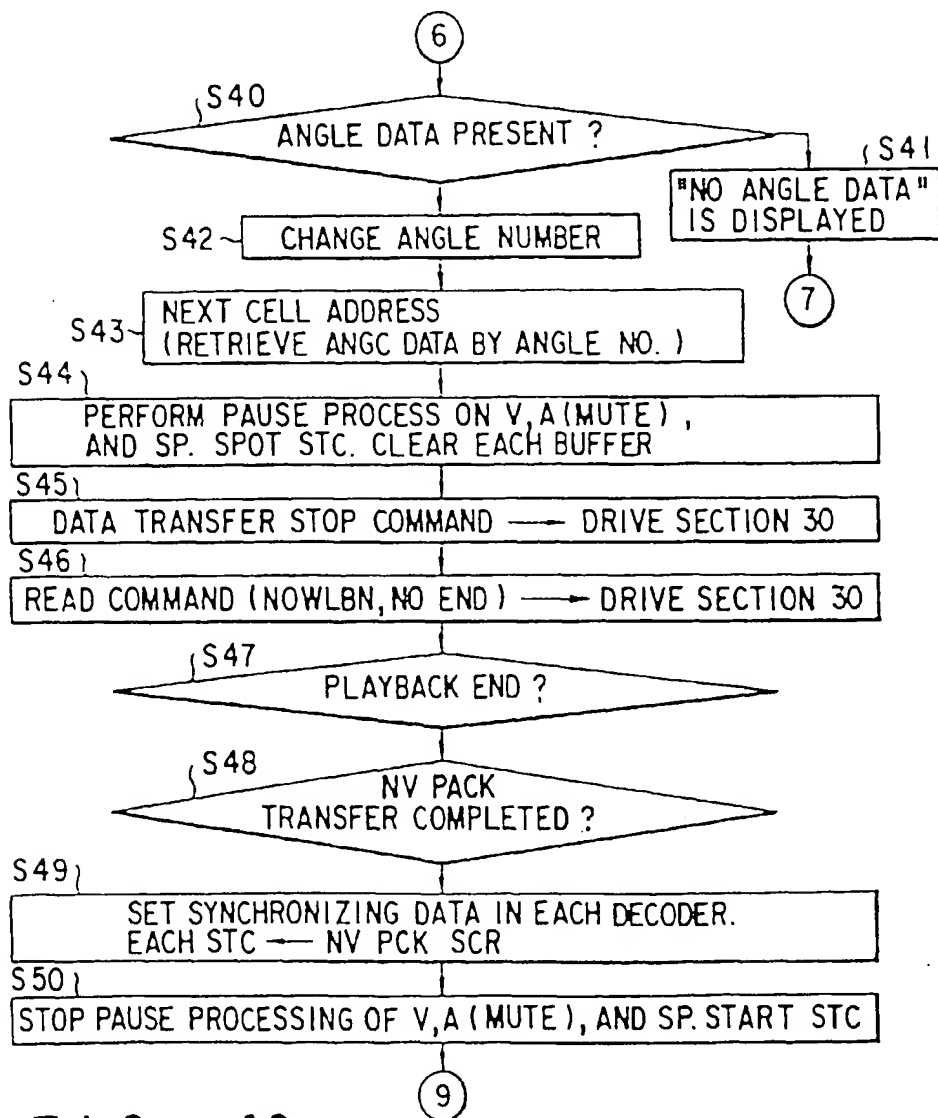 6
S40
ANGLE DATA PRESENT ?
S41
"NO ANGLE DATA"
IS DISPLAYED
7
S42
CHANGE ANGLE NUMBER
S43
NEXT CELL ADDRESS
(RETRIEVE ANGC DATA BY ANGLE NO.)
S44
PERFORM PAUSE PROCESS ON V, A (MUTE),
AND SP. SPOT STC. CLEAR EACH BUFFER
S45
DATA TRANSFER STOP COMMAND → DRIVE SECTION 30
S46
READ COMMAND (NOWLBN, NO END) → DRIVE SECTION 30
S47
PLAYBACK END ?
S48
NV PACK
TRANSFER COMPLETED ?
S49
SET SYNCHRONIZING DATA IN EACH DECODER.
EACH STC ← NV PCK SCR
S50
STOP PAUSE PROCESSING OF V, A (MUTE), AND SP. START STC
9